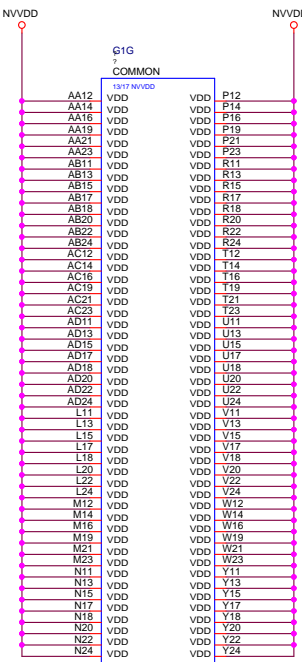 NVVDD NVVDD
G1G
?
COMMON
13/17 NVVDD
AA12 VDD VDD P12
AA14 VDD VDD P14
AA16 VDD VDD P16
AA19 VDD VDD P19
AA21 VDD VDD P21
AA23 VDD VDD P23
AB11 VDD VDD R11
AB13 VDD VDD R13
AB15 VDD VDD R15
AB17 VDD VDD R17
AB18 VDD VDD R18
AB20 VDD VDD R20
AB22 VDD VDD R22
AB24 VDD VDD R24
AC12 VDD VDD T12
AC14 VDD VDD T14
AC16 VDD VDD T16
AC19 VDD VDD T19
AC21 VDD VDD T21
AC23 VDD VDD T23
AD11 VDD VDD U11
AD13 VDD VDD U13
AD15 VDD VDD U15
AD17 VDD VDD U17
AD18 VDD VDD U18
AD20 VDD VDD U20
AD22 VDD VDD U22
AD24 VDD VDD U24
L11 VDD VDD V11
L13 VDD VDD V13
L15 VDD VDD V15
L17 VDD VDD V17
L18 VDD VDD V18
L20 VDD VDD V20
L22 VDD VDD V22
L24 VDD VDD V24
M12 VDD VDD W12
M14 VDD VDD W14
M16 VDD VDD W16
M19 VDD VDD W19
M21 VDD VDD W21
M23 VDD VDD W23
N11 VDD VDD Y11
N13 VDD VDD Y13
N15 VDD VDD Y15
N17 VDD VDD Y17
N18 VDD VDD Y18
N20 VDD VDD Y20
N22 VDD VDD Y22
N24 VDD VDD Y24